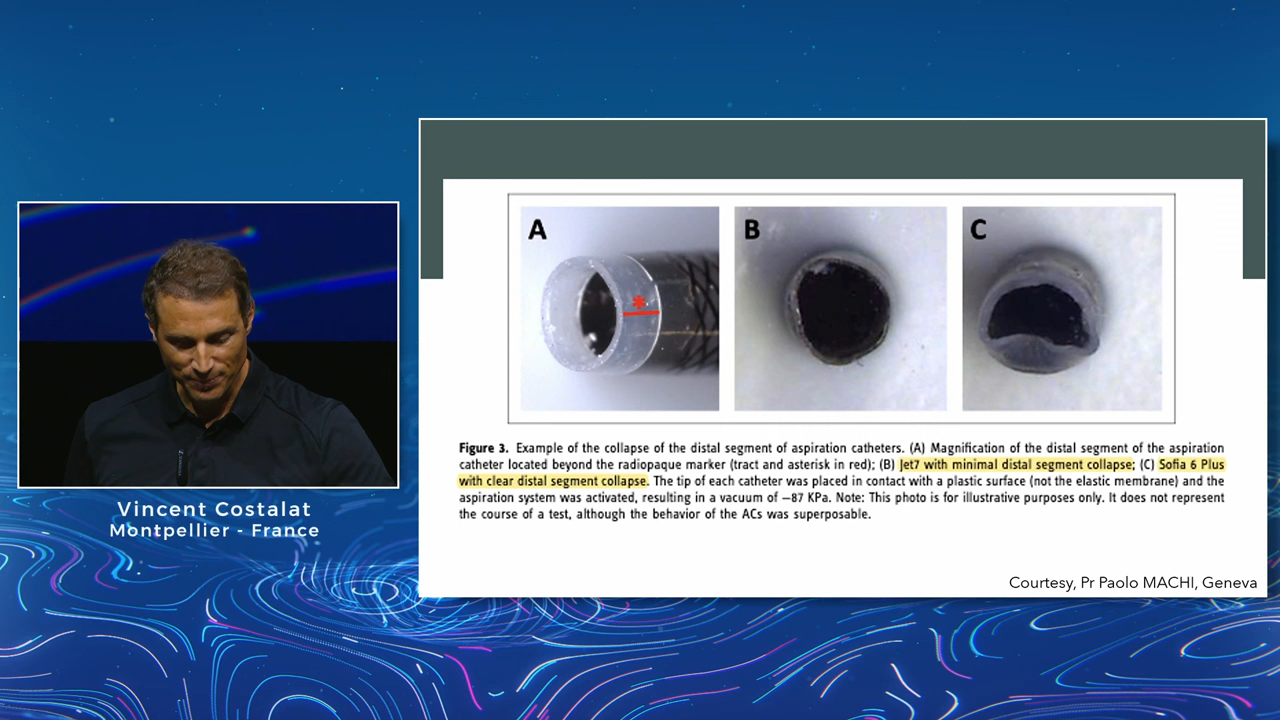 A
B
C
*
Figure 3. Example of the collapse of the distal segment of aspiration catheters. (A) Magnification of the distal segment of the aspiration
catheter located beyond the radiopaque marker (tract and asterisk in red); (B) Jet7 with minimal distal segment collapse; (C) Sofia 6 Plus
with clear distal segment collapse. The tip of each catheter was placed in contact with a plastic surface (not the elastic membrane) and the
aspiration system was activated, resulting in a vacuum of −87 KPa. Note: This photo is for illustrative purposes only. It does not represent
the course of a test, although the behavior of the ACs was superposable.
Vincent Costalat
Montpellier - France
Courtesy, Pr Paolo MACHI, Geneva